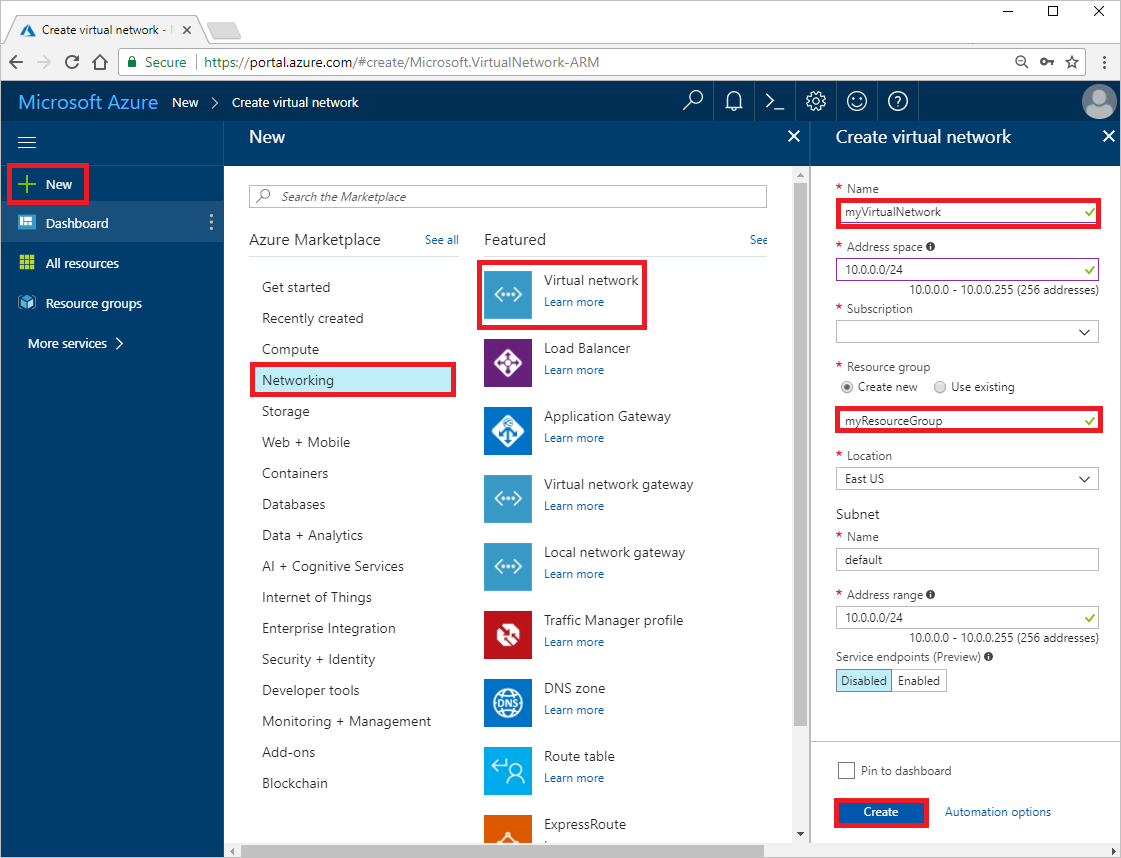 Create virtual network -
Secure https://portal.azure.com/#create/Microsoft.VirtualNetwork-ARM
Microsoft Azure New > Create virtual network
New
Dashboard
All resources
Resource groups
More services >
New
Search the Marketplace
Azure Marketplace See all
Get started
Recently created
Compute
Networking
Storage
Web + Mobile
Containers
Databases
Data + Analytics
AI + Cognitive Services
Internet of Things
Enterprise Integration
Security + Identity
Developer tools
Monitoring + Management
Add-ons
Blockchain
Featured See
Virtual network
Learn more
Load Balancer
Learn more
Application Gateway
Learn more
Virtual network gateway
Learn more
Local network gateway
Learn more
Traffic Manager profile
Learn more
DNS
DNS zone
Learn more
Route table
Learn more
ExpressRoute
Create virtual network
* Name
myVirtualNetwork
* Address space
10.0.0.0/24
10.0.0.0 - 10.0.0.255 (256 addresses)
* Subscription
* Resource group
Create new Use existing
myResourceGroup
* Location
East US
Subnet
* Name
default
* Address range
10.0.0.0/24
10.0.0.0 - 10.0.0.255 (256 addresses)
Service endpoints (Preview)
Disabled Enabled
Pin to dashboard
Create Automation options